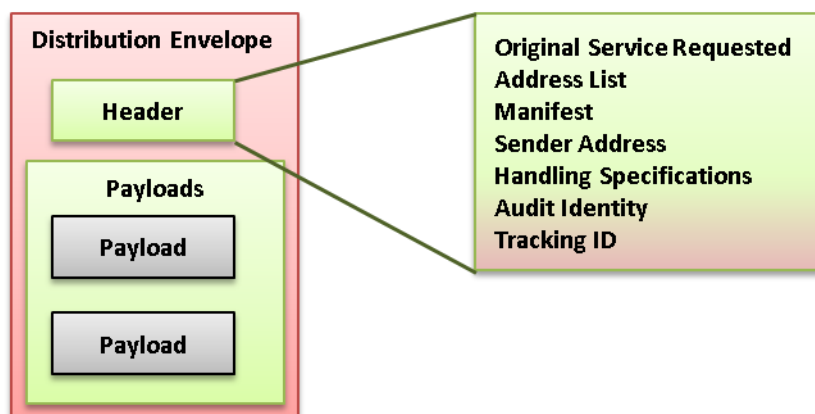 Distribution Envelope
Header
Payloads
Payload
Payload
Original Service Requested
Address List
Manifest
Sender Address
Handling Specifications
Audit Identity
Tracking ID